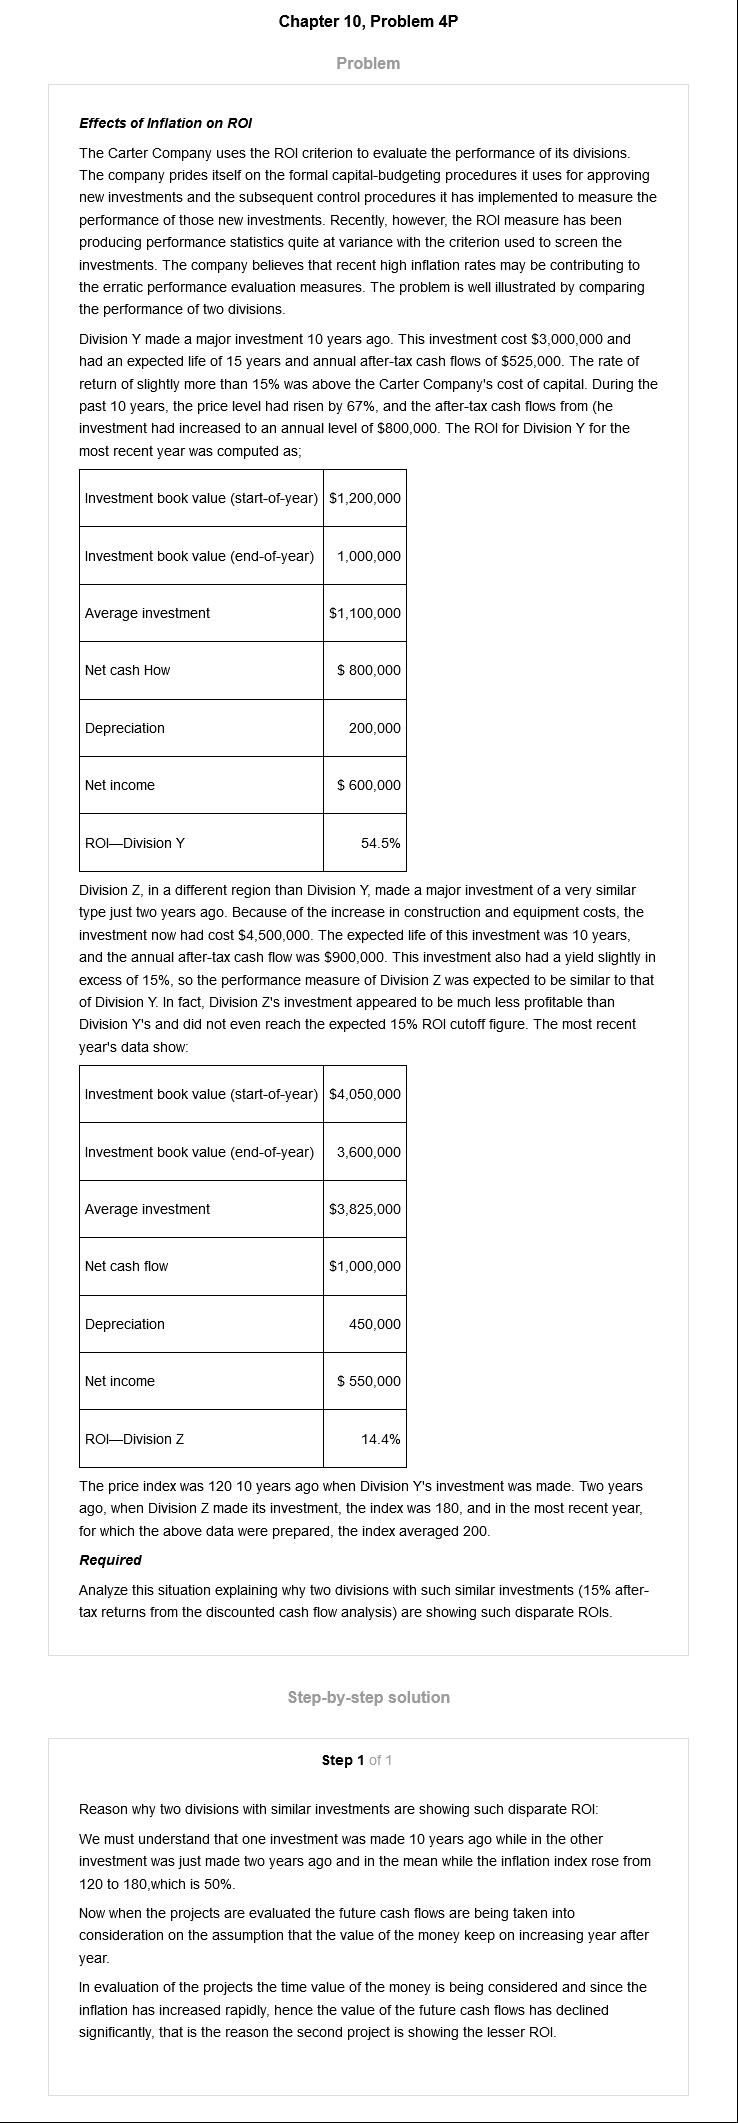 Chapter 10, Problem 4P
Problem
Effects of Inflation on ROI
The Carter Company uses the ROI criterion to evaluate the performance of its divisions.
The company prides itself on the formal capital-budgeting procedures it uses for approving
new investments and the subsequent control procedures it has implemented to measure the
performance of those new investments. Recently, however, the ROI measure has been
producing performance statistics quite at variance with the criterion used to screen the
investments. The company believes that recent high inflation rates may be contributing to
the erratic performance evaluation measures. The problem is well illustrated by comparing
the performance of two divisions.
Division Y made a major investment 10 years ago. This investment cost $3,000,000 and
had an expected life of 15 years and annual after-tax cash flows of $525,000. The rate of
return of slightly more than 15% was above the Carter Company's cost of capital. During the
past 10 years, the price level had risen by 67%, and the after-tax cash flows from (he
investment had increased to an annual level of $800,000. The ROI for Division Y for the
most recent year was computed as;
Investment book value (start-of-year) $1,200,000
Investment book value (end-of-year) 1,000,000
Average investment $1,100,000
Net cash How $ 800,000
Depreciation 200,000
Net income $ 600,000
ROI—Division Y 54.5%
Division Z, in a different region than Division Y, made a major investment of a very similar
type just two years ago. Because of the increase in construction and equipment costs, the
investment now had cost $4,500,000. The expected life of this investment was 10 years,
and the annual after-tax cash flow was $900,000. This investment also had a yield slightly in
excess of 15%, so the performance measure of Division Z was expected to be similar to that
of Division Y. In fact, Division Z's investment appeared to be much less profitable than
Division Y's and did not even reach the expected 15% ROI cutoff figure. The most recent
year's data show:
Investment book value (start-of-year) $4,050,000
Investment book value (end-of-year) 3,600,000
Average investment $3,825,000
Net cash flow $1,000,000
Depreciation 450,000
Net income $ 550,000
ROI—Division Z 14.4%
The price index was 120 10 years ago when Division Y's investment was made. Two years
ago, when Division Z made its investment, the index was 180, and in the most recent year,
for which the above data were prepared, the index averaged 200.
Required
Analyze this situation explaining why two divisions with such similar investments (15% after-
tax returns from the discounted cash flow analysis) are showing such disparate ROIs.
Step-by-step solution
Step 1 of 1
Reason why two divisions with similar investments are showing such disparate ROI:
We must understand that one investment was made 10 years ago while in the other
investment was just made two years ago and in the mean while the inflation index rose from
120 to 180,which is 50%.
Now when the projects are evaluated the future cash flows are being taken into
consideration on the assumption that the value of the money keep on increasing year after
year.
In evaluation of the projects the time value of the money is being considered and since the
inflation has increased rapidly, hence the value of the future cash flows has declined
significantly, that is the reason the second project is showing the lesser ROI.